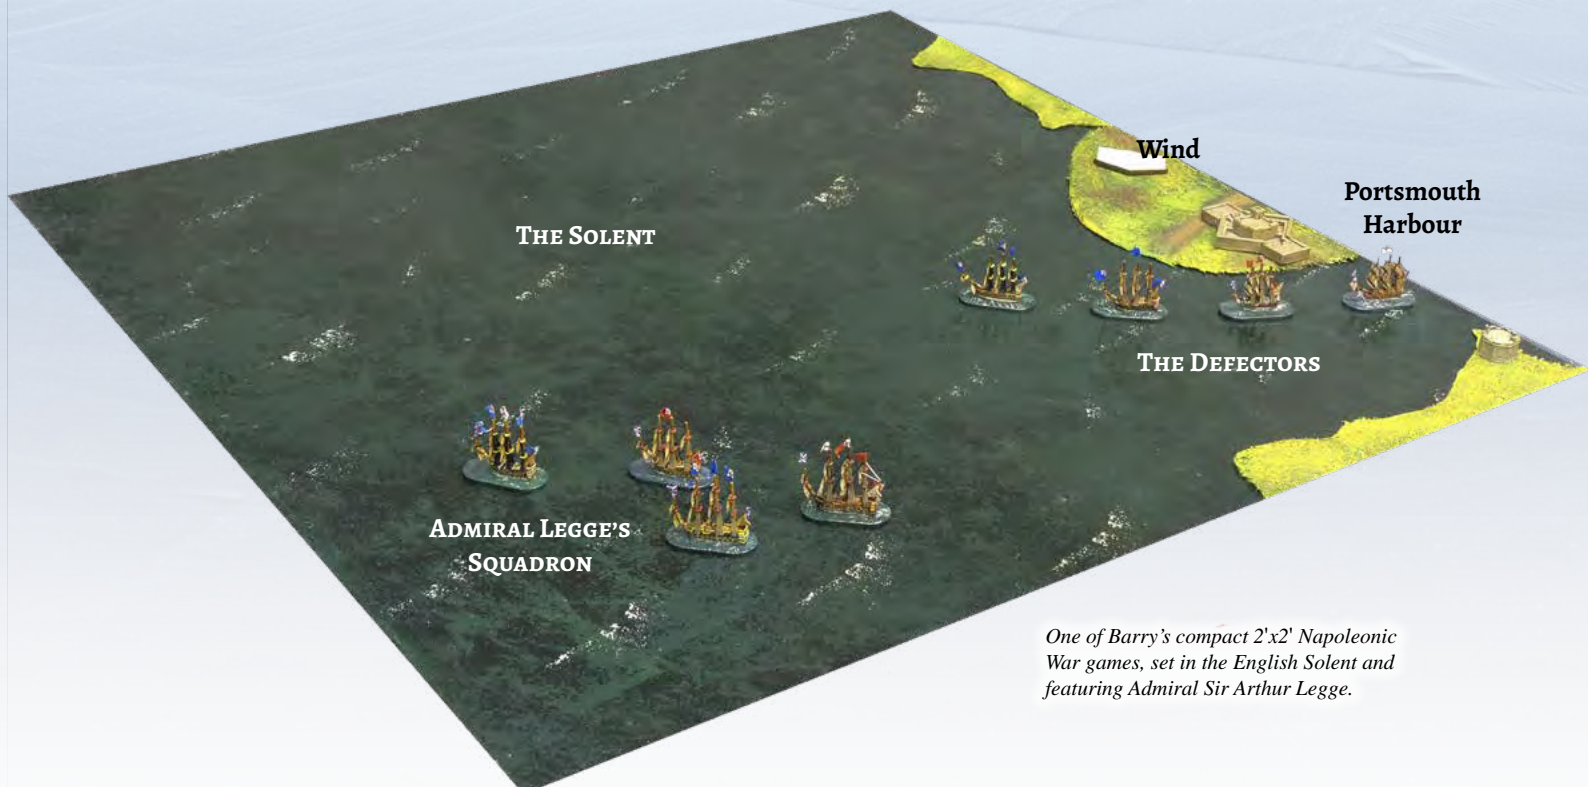 Wind
Portsmouth
Harbour
The Solent
The Defectors
Admiral Legge’s
Squadron
One of Barry’s compact 2'x2' Napoleonic
War games, set in the English Solent and
featuring Admiral Sir Arthur Legge.